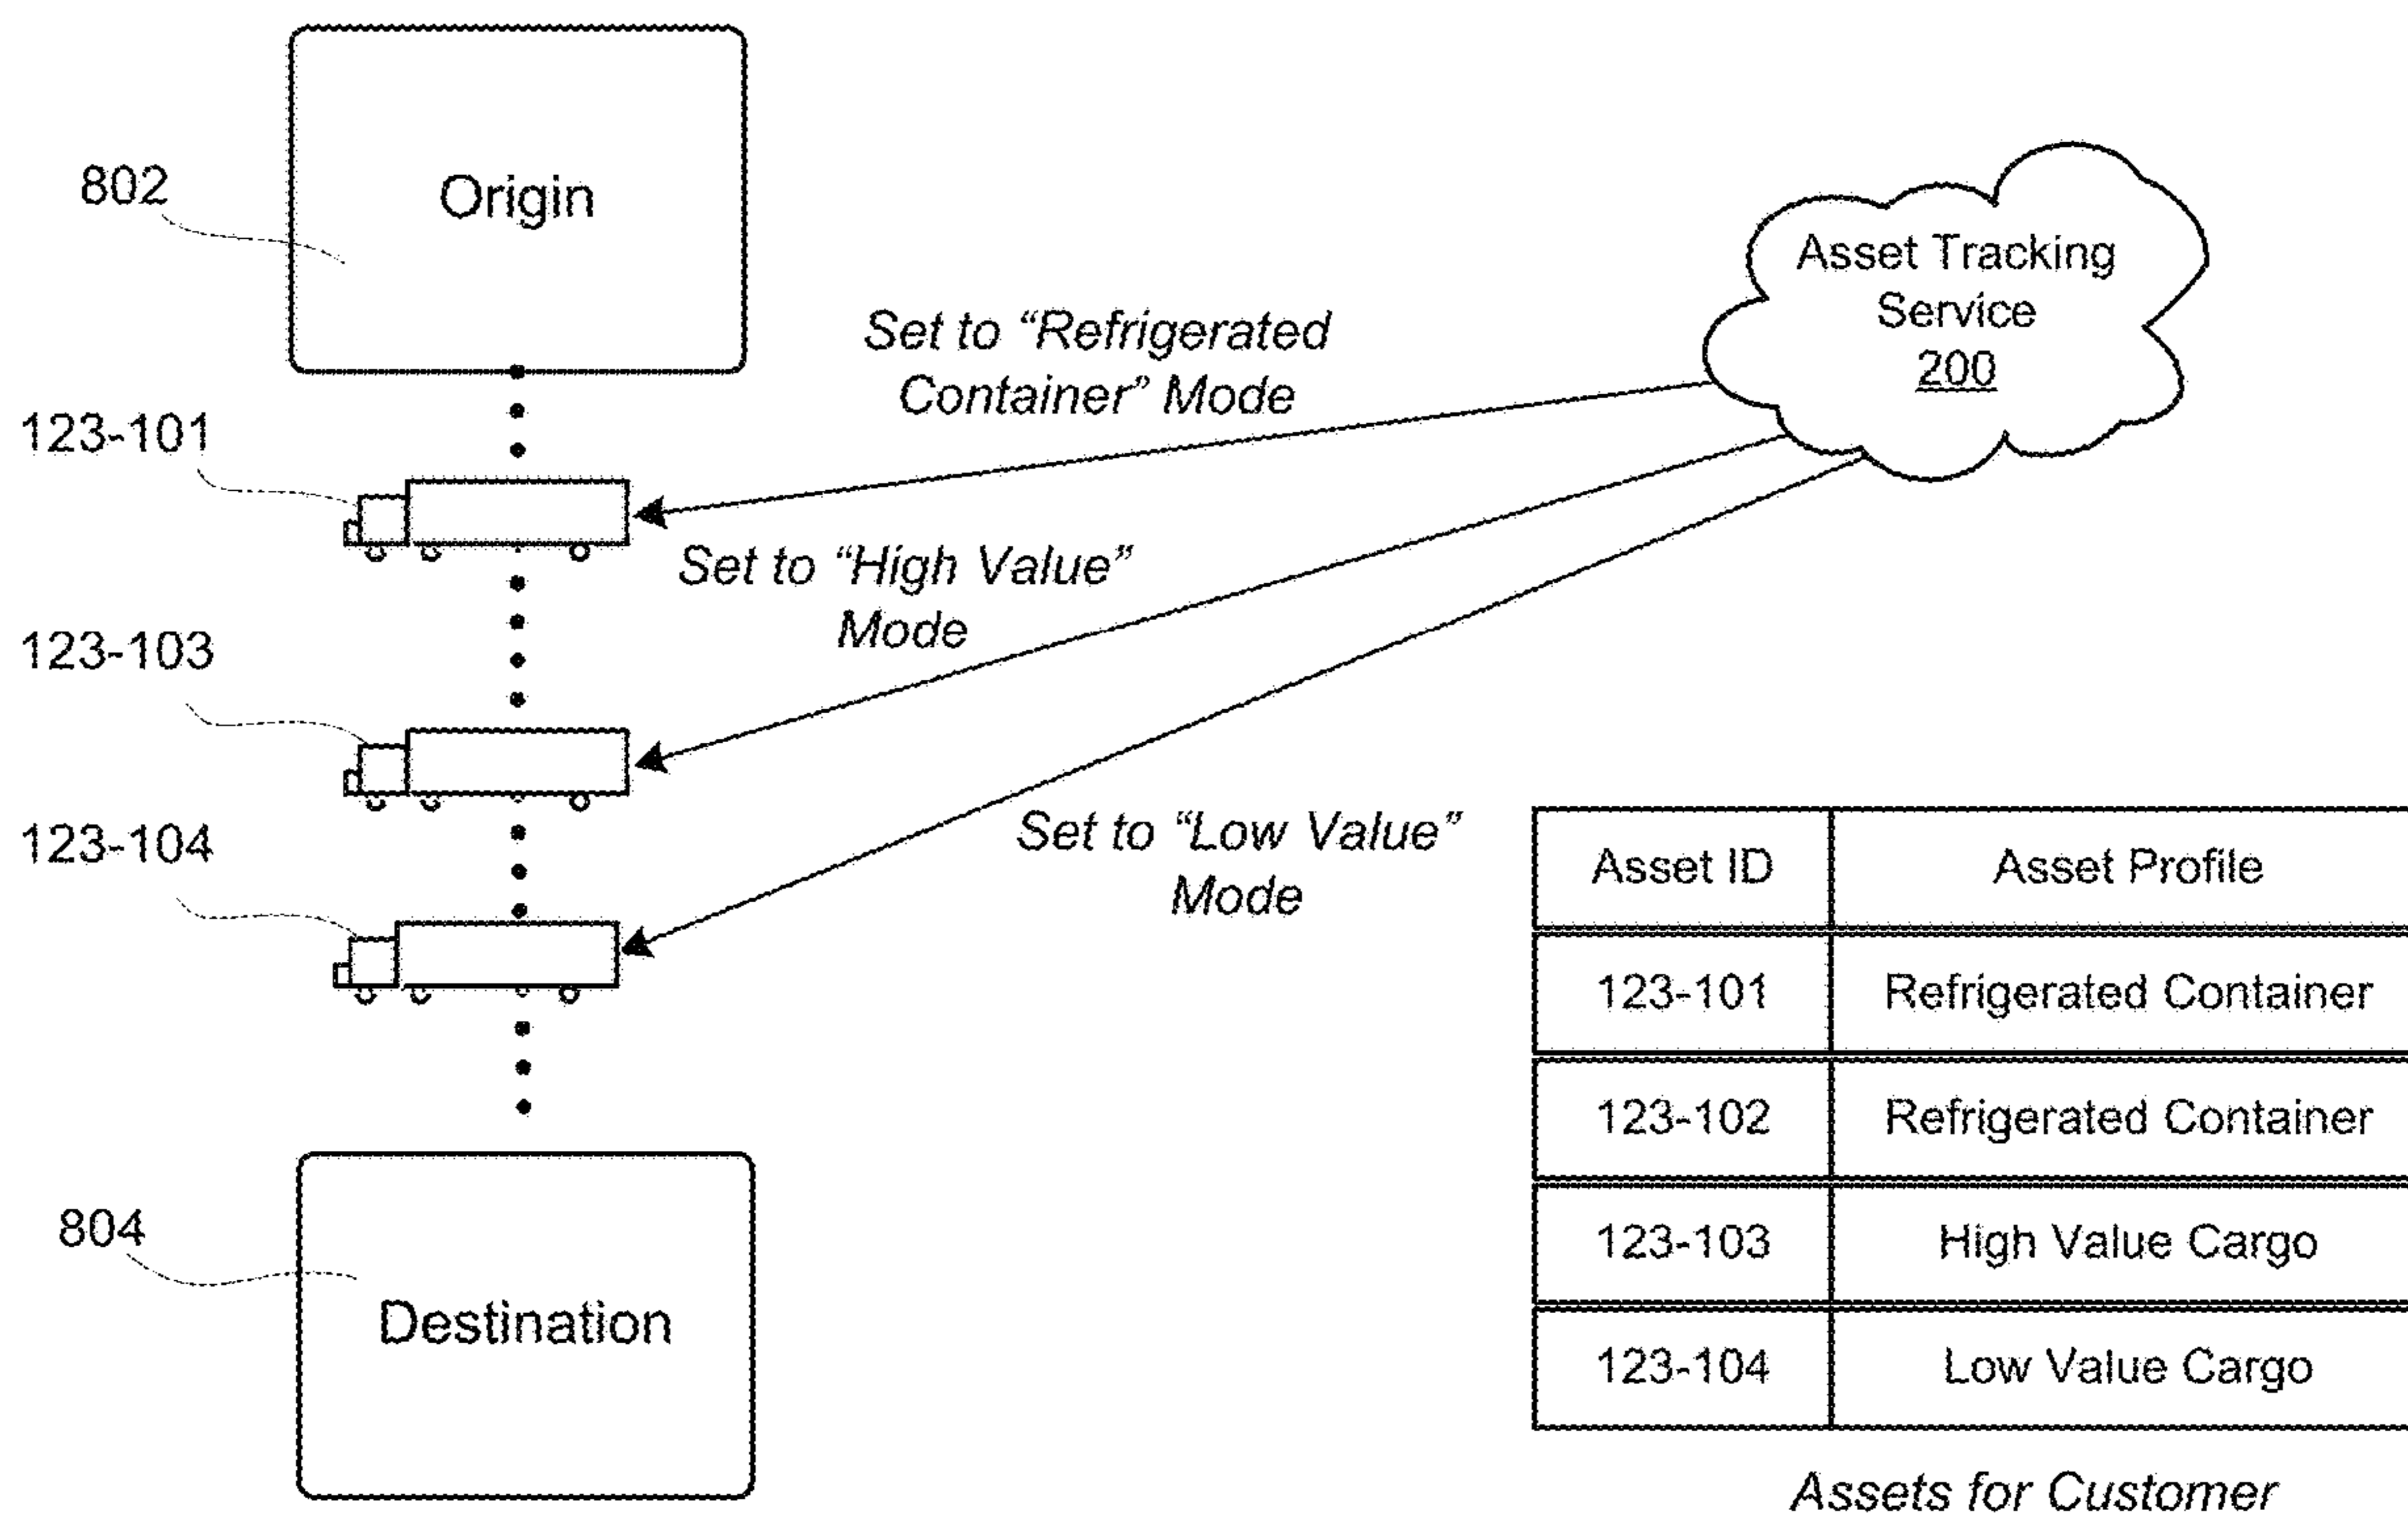 802
Origin
Asset Tracking
Service
200
Set to “Refrigerated
Container” Mode
123-101
Set to “High Value”
Mode
123-103
123-104
Set to “Low Value”
Mode
Asset ID Asset Profile
123-101 Refrigerated Container
123-102 Refrigerated Container
123-103 High Value Cargo
123-104 Low Value Cargo
804
Destination
Assets for Customer